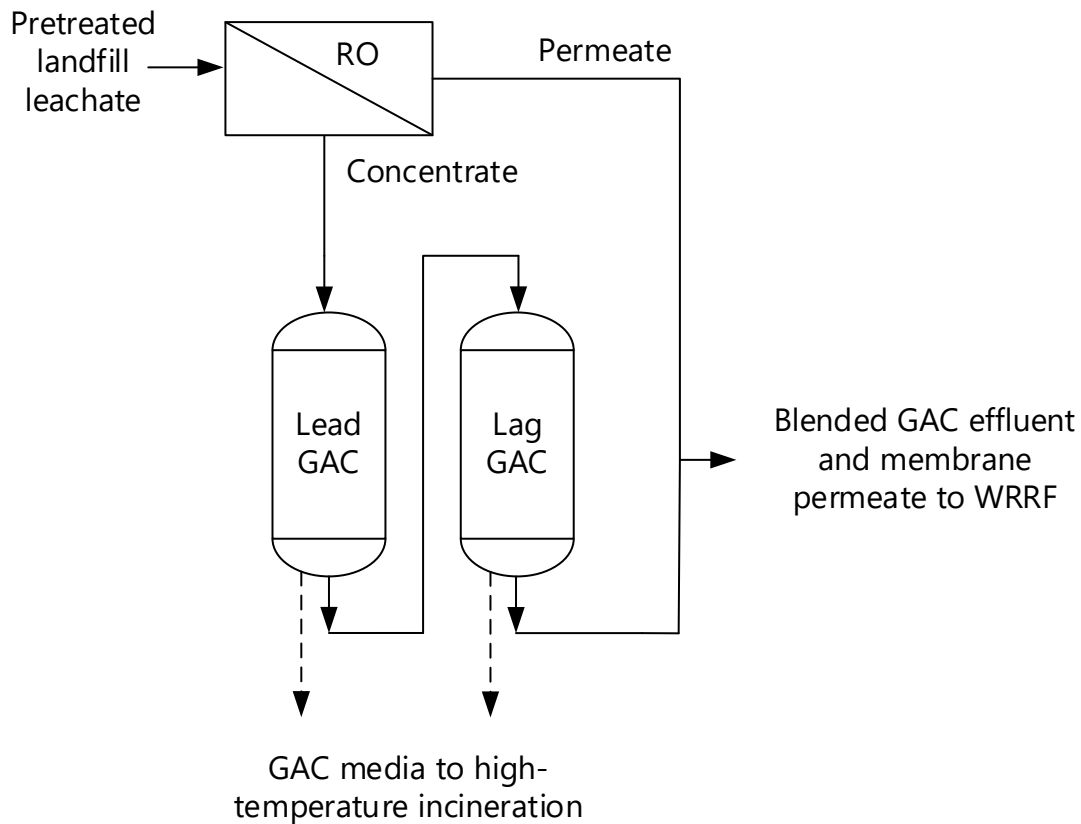 Pretreated
landfill
leachate
RO
Permeate
Concentrate
Lead
GAC
Lag
GAC
Blended GAC effluent
and membrane
permeate to WRRF
GAC media to high-
temperature incineration